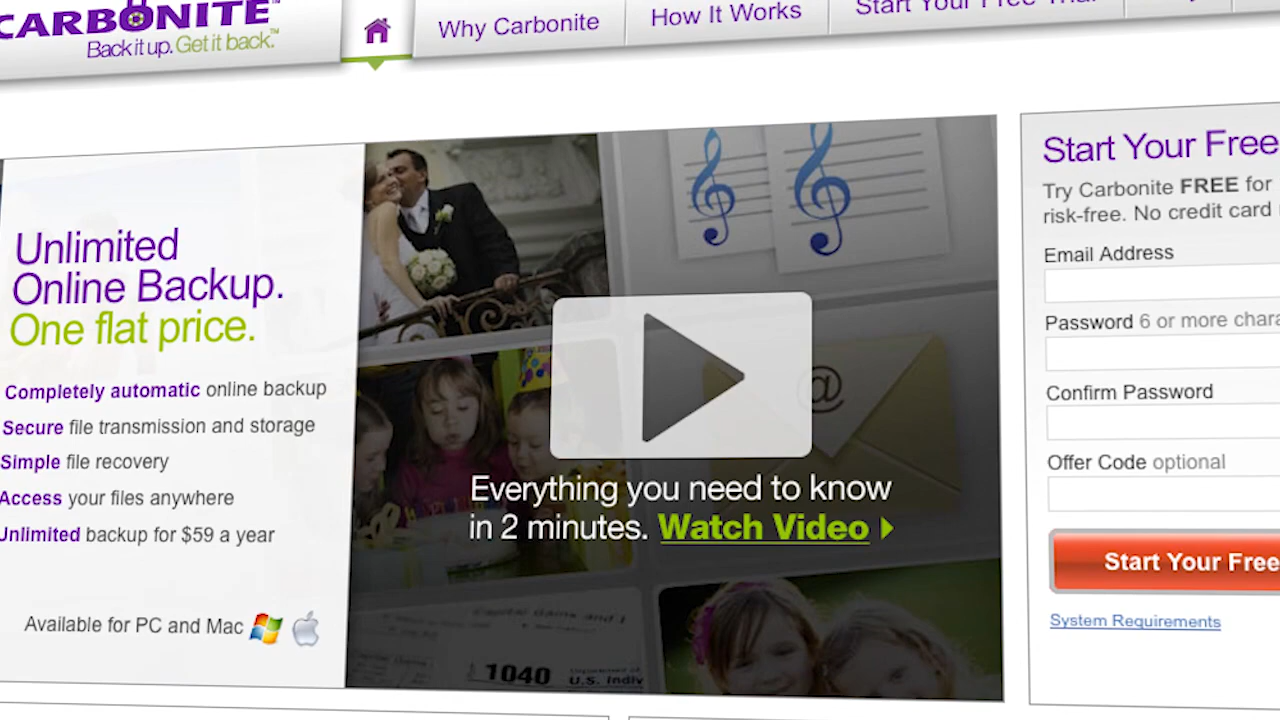 CARBONITE™
Back it up. Get it back.™
Why Carbonite
How It Works
Start Your Free
Unlimited
Online Backup.
One flat price.
Completely automatic online backup
Secure file transmission and storage
Simple file recovery
Access your files anywhere
Unlimited backup for $59 a year
Available for PC and Mac
@
Everything you need to know
in 2 minutes. Watch Video
1040
U.S. Indiv
Start Your Free
Try Carbonite FREE for
risk-free. No credit card
Email Address
Password 6 or more chara
Confirm Password
Offer Code optional
Start Your Free
System Requirements